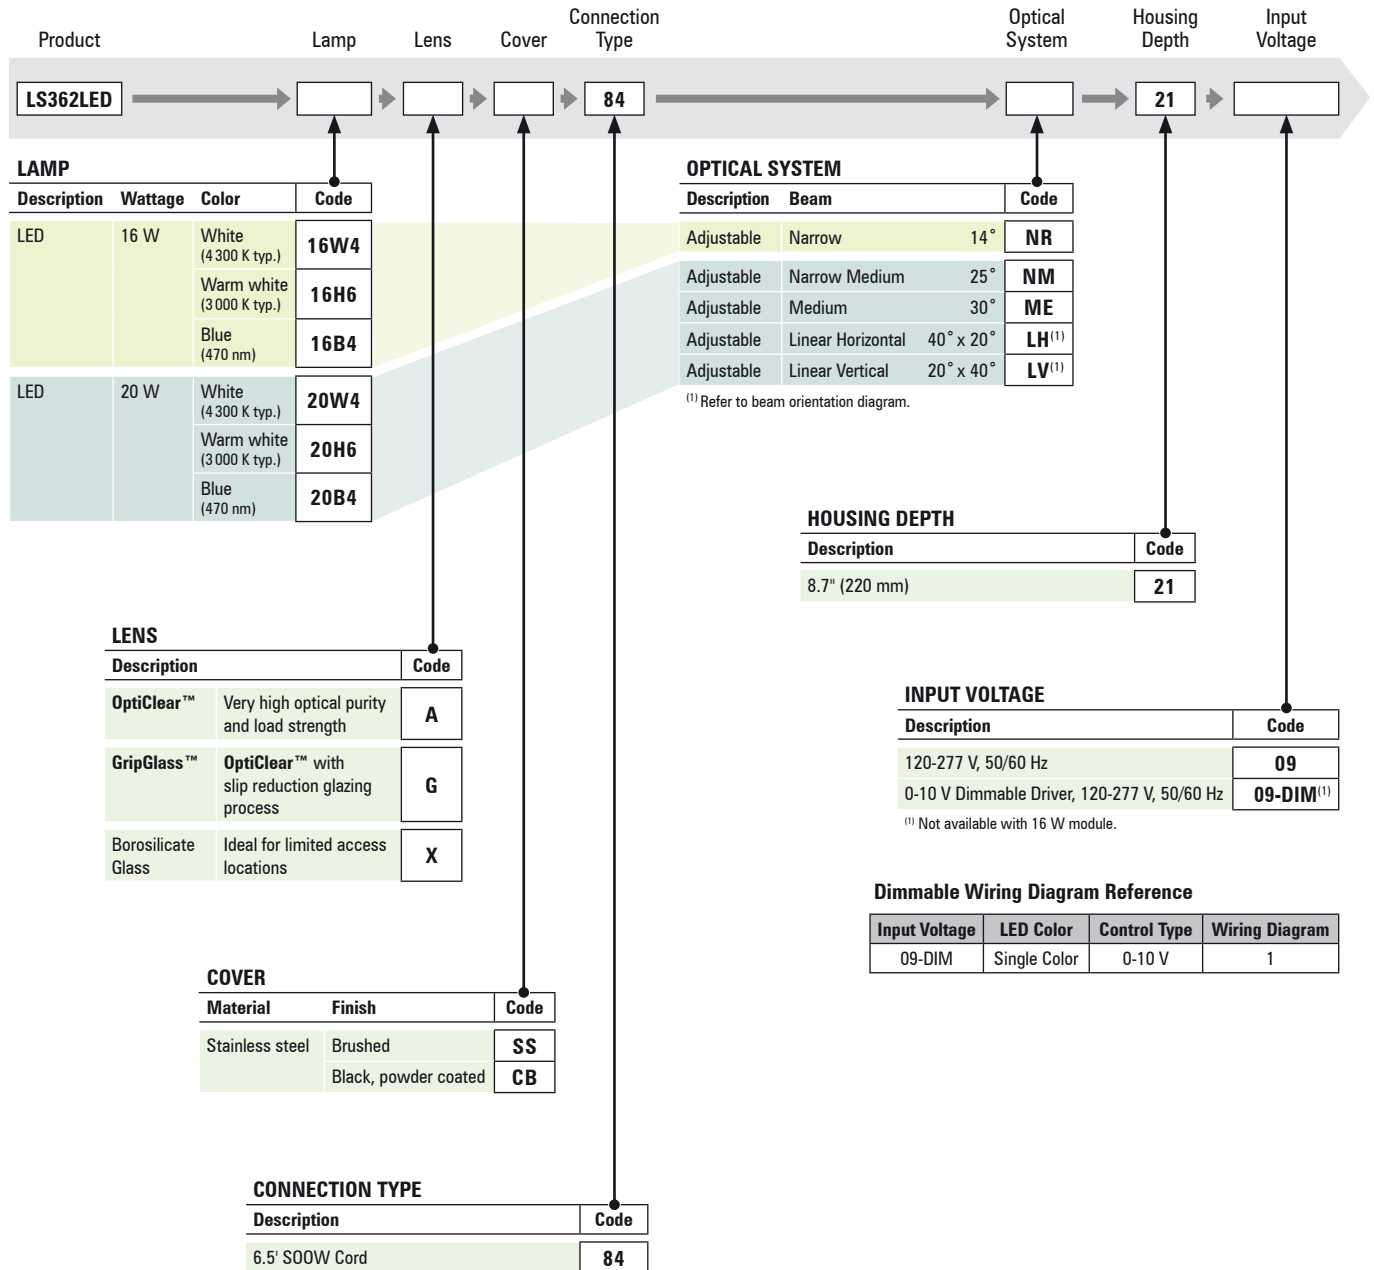 Product Lamp Lens Cover Connection Type Optical System Housing Depth Input Voltage
LS362LED 84 21
LAMP
Description Wattage Color Code
LED 16 W White (4 300 K typ.) 16W4
Warm white (3 000 K typ.) 16H6
Blue (470 nm) 16B4
LED 20 W White (4 300 K typ.) 20W4
Warm white (3 000 K typ.) 20H6
Blue (470 nm) 20B4
OPTICAL SYSTEM
Description Beam Code
Adjustable Narrow 14° NR
Adjustable Narrow Medium 25° NM
Adjustable Medium 30° ME
Adjustable Linear Horizontal 40° x 20° LH(1)
Adjustable Linear Vertical 20° x 40° LV(1)
(1) Refer to beam orientation diagram.
HOUSING DEPTH
Description Code
8.7" (220 mm) 21
LENS
Description Code
OptiClear™ Very high optical purity and load strength A
GripGlass™ OptiClear™ with slip reduction glazing process G
Borosilicate Glass Ideal for limited access locations X
INPUT VOLTAGE
Description Code
120-277 V, 50/60 Hz 09
0-10 V Dimmable Driver, 120-277 V, 50/60 Hz 09-DIM(1)
(1) Not available with 16 W module.
Dimmable Wiring Diagram Reference
Input Voltage LED Color Control Type Wiring Diagram
09-DIM Single Color 0-10 V 1
COVER
Material Finish Code
Stainless steel Brushed SS
Black, powder coated CB
CONNECTION TYPE
Description Code
6.5' SOOW Cord 84